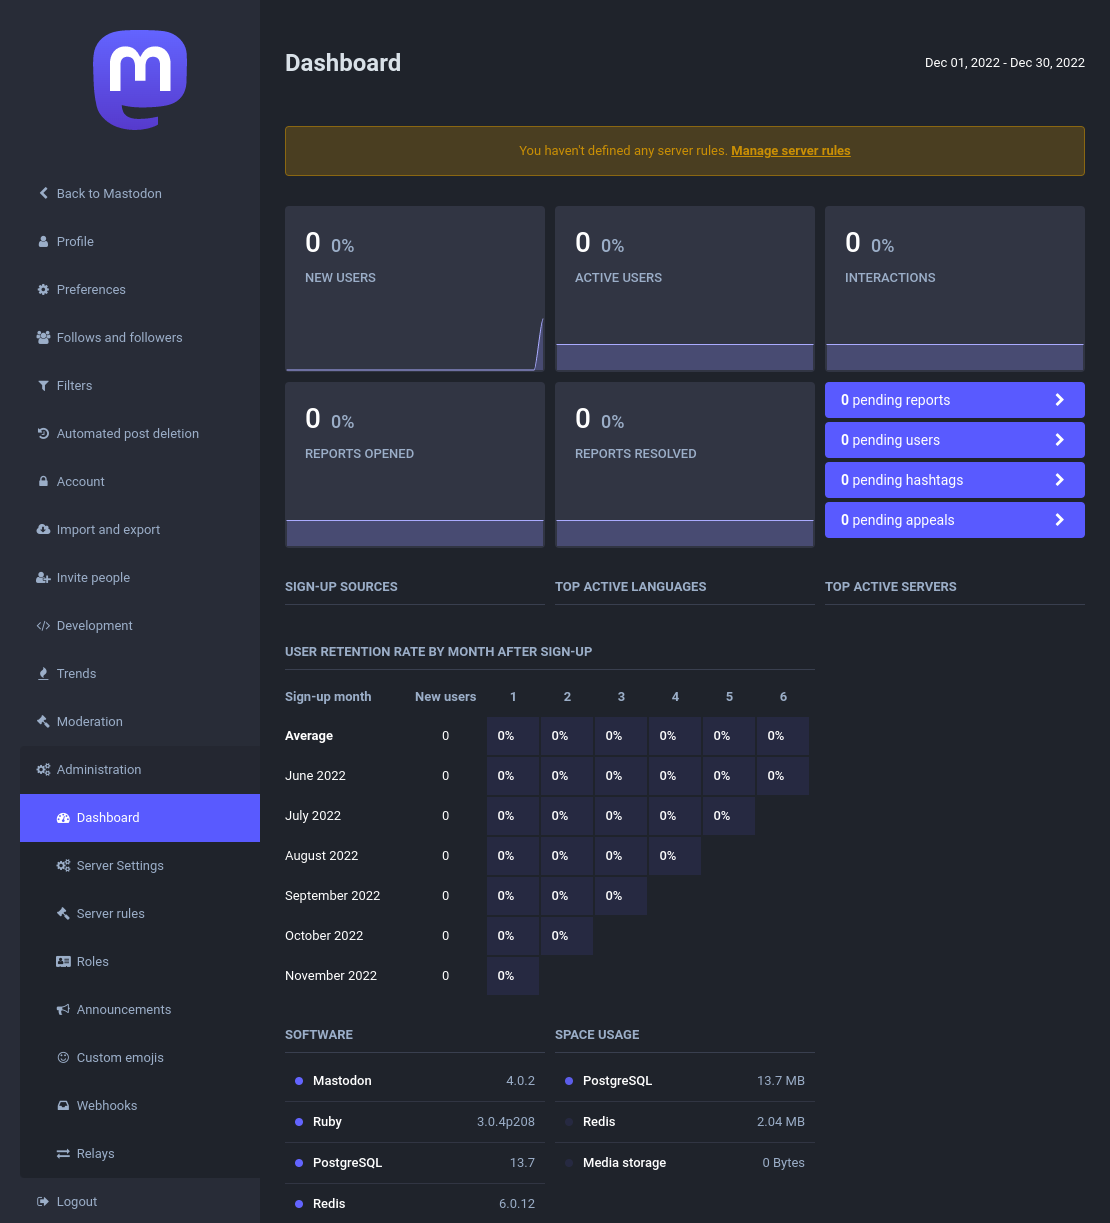 Back to Mastodon
Profile
Preferences
Follows and followers
Filters
Automated post deletion
Account
Import and export
Invite people
Development
Trends
Moderation
Administration
Dashboard
Server Settings
Server rules
Roles
Announcements
Custom emojis
Webhooks
Relays
Logout
Dashboard
Dec 01, 2022 - Dec 30, 2022
You haven't defined any server rules. Manage server rules
0 0%
NEW USERS
0 0%
ACTIVE USERS
0 0%
INTERACTIONS
0 0%
REPORTS OPENED
0 0%
REPORTS RESOLVED
0 pending reports
0 pending users
0 pending hashtags
0 pending appeals
SIGN-UP SOURCES
TOP ACTIVE LANGUAGES
TOP ACTIVE SERVERS
USER RETENTION RATE BY MONTH AFTER SIGN-UP
Sign-up month New users 1 2 3 4 5 6
Average 0 0% 0% 0% 0% 0% 0%
June 2022 0 0% 0% 0% 0% 0% 0%
July 2022 0 0% 0% 0% 0% 0%
August 2022 0 0% 0% 0% 0%
September 2022 0 0% 0% 0%
October 2022 0 0% 0%
November 2022 0 0%
SOFTWARE
Mastodon 4.0.2
Ruby 3.0.4p208
PostgreSQL 13.7
Redis 6.0.12
SPACE USAGE
PostgreSQL 13.7 MB
Redis 2.04 MB
Media storage 0 Bytes